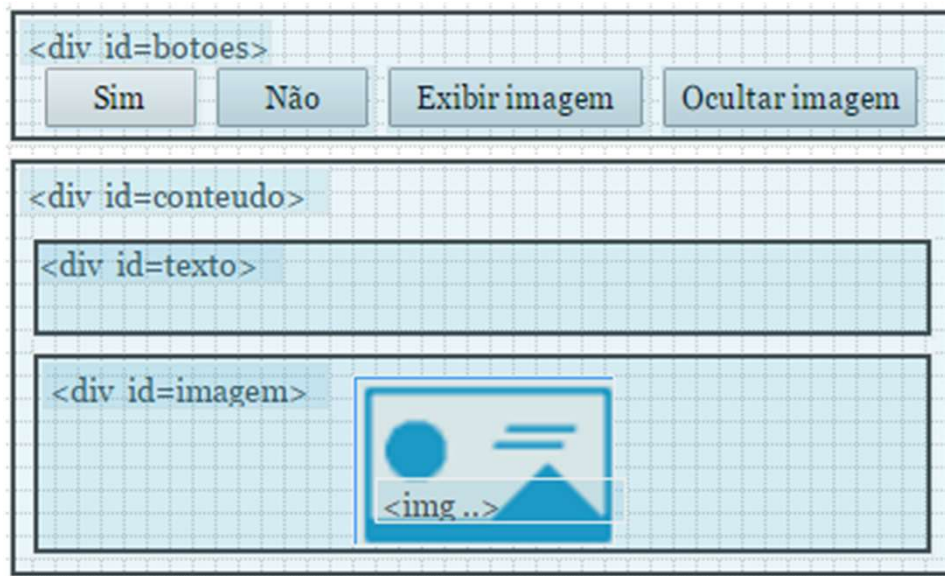 <div id=botoes>
Sim Não Exibir imagem Ocultar imagem
<div id=conteudo>
<div id=texto>
<div id=imagem>
<img ..>